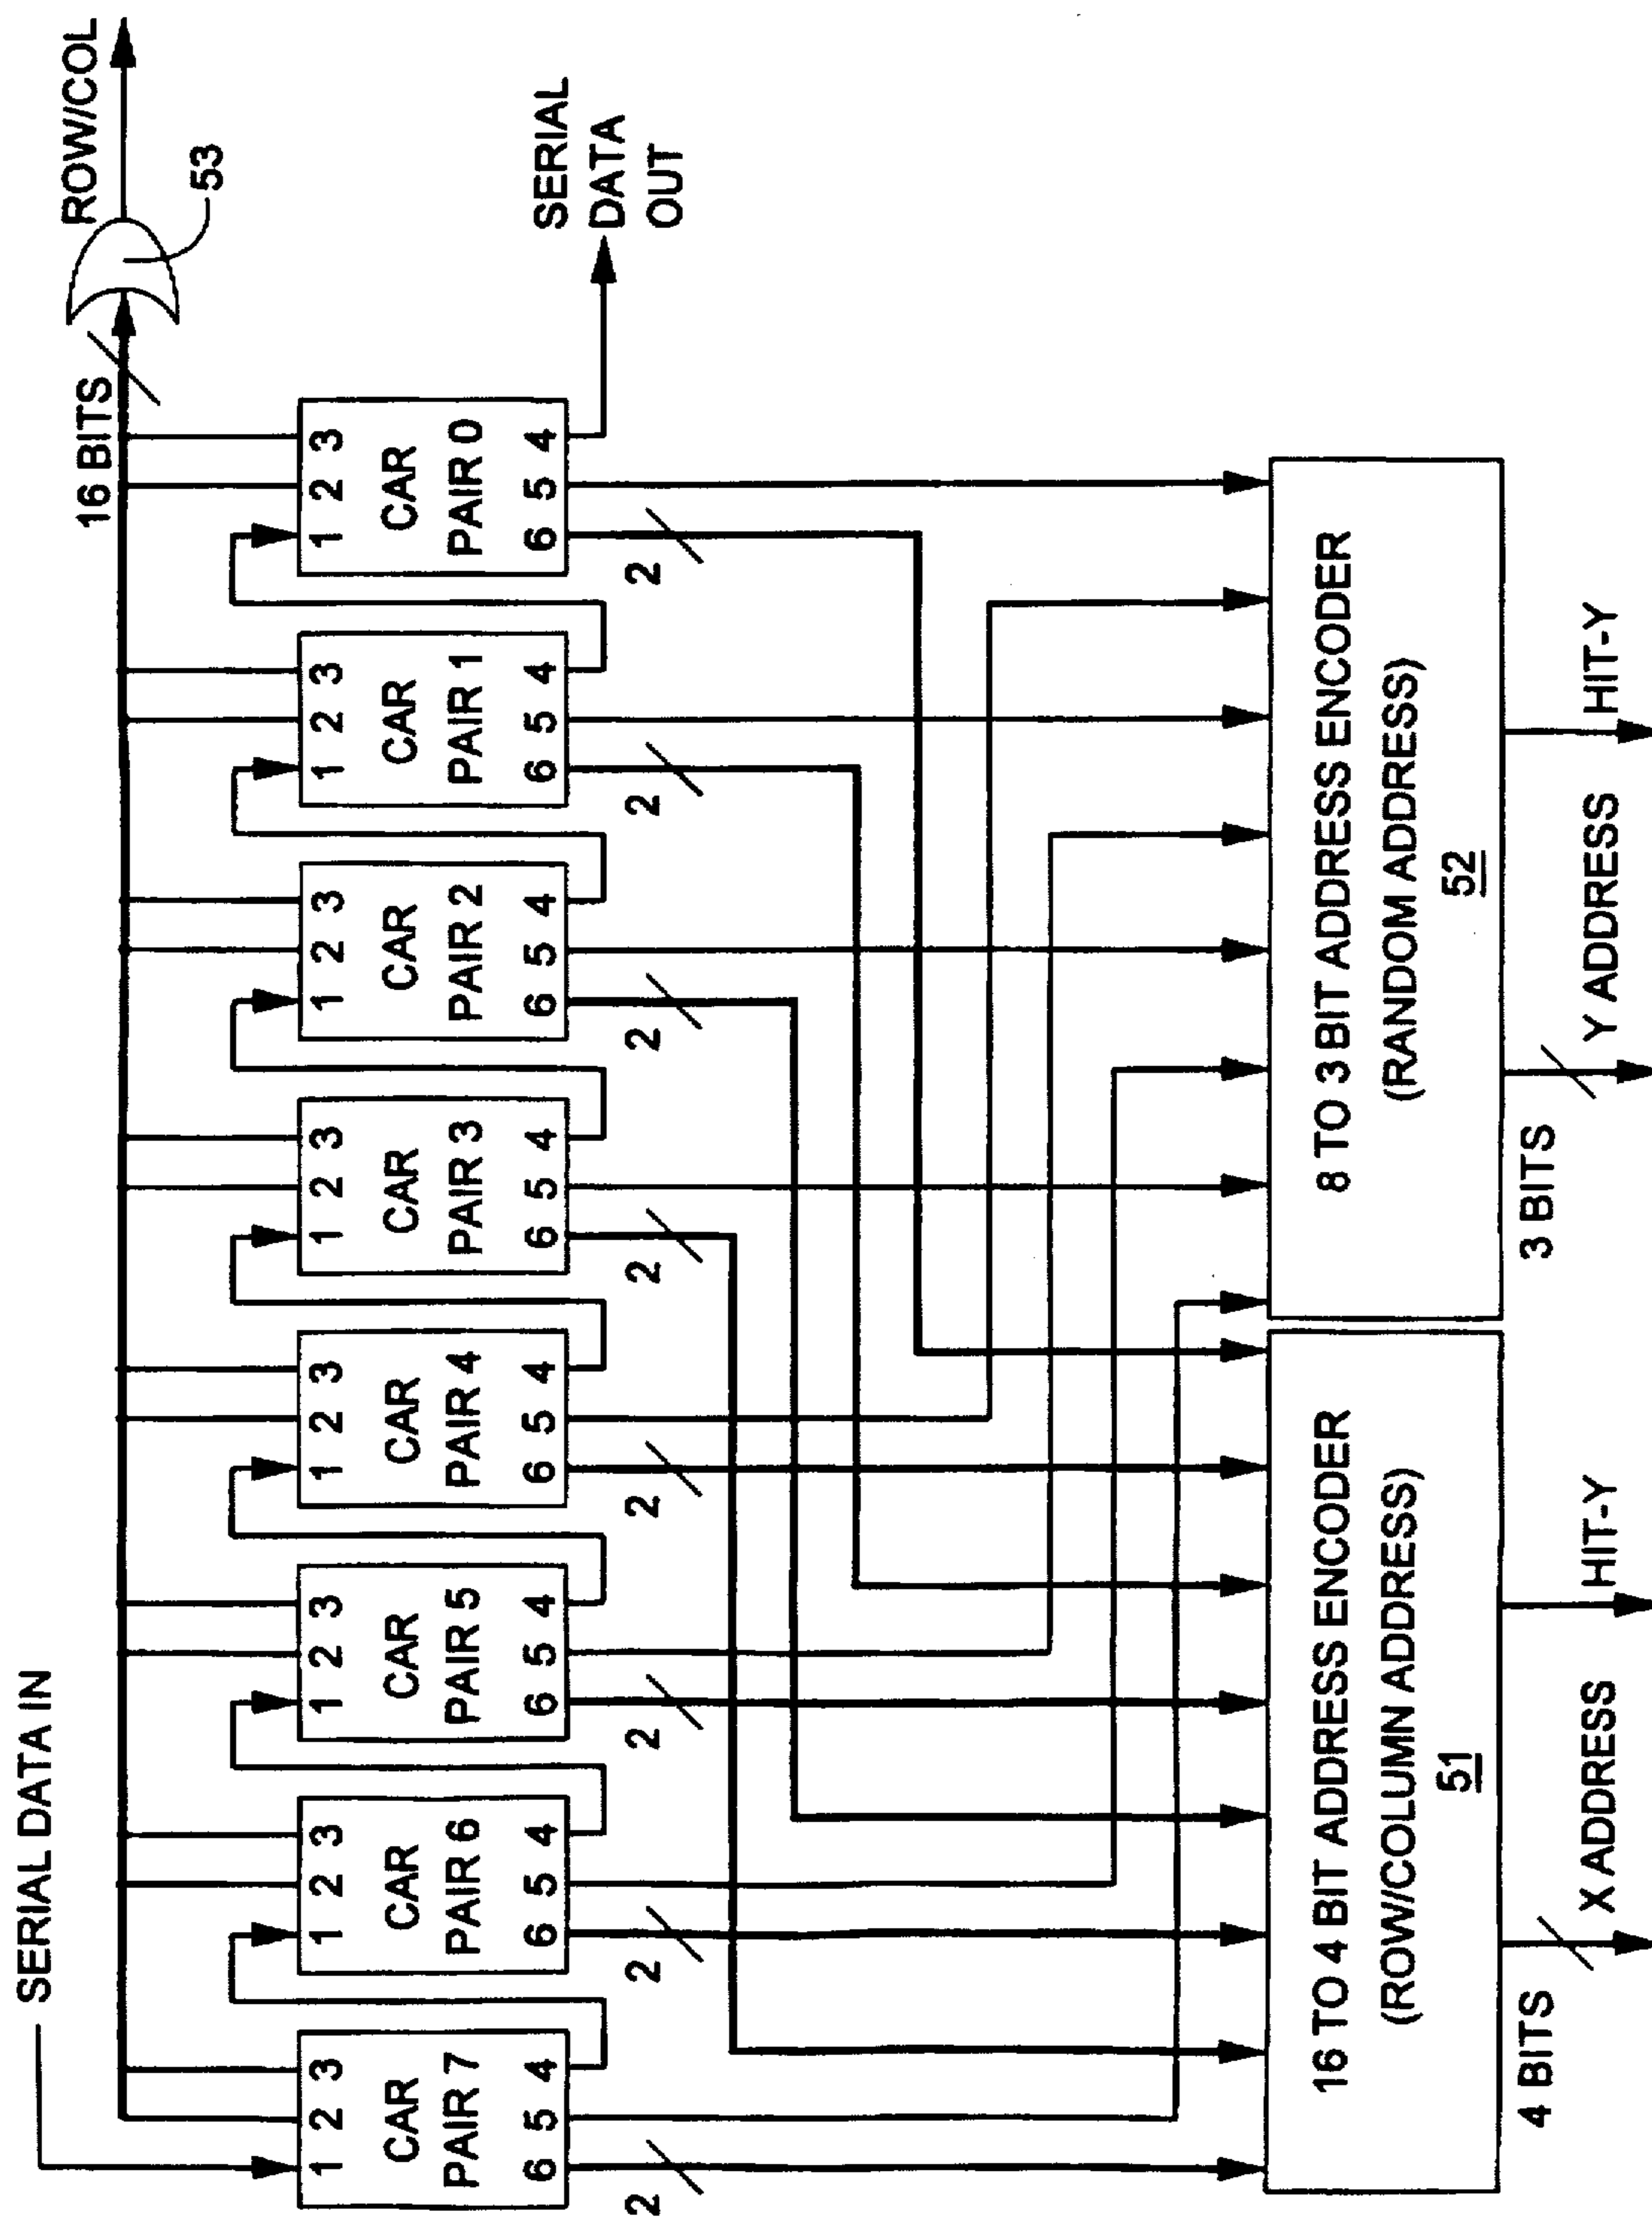 SERIAL DATA IN
16 BITS
ROW/COL
53
1 2 3
CAR
PAIR 7
6 5 4
2
1 2 3
CAR
PAIR 6
6 5 4
2
1 2 3
CAR
PAIR 5
6 5 4
2
1 2 3
CAR
PAIR 4
6 5 4
2
1 2 3
CAR
PAIR 3
6 5 4
2
1 2 3
CAR
PAIR 2
6 5 4
2
1 2 3
CAR
PAIR 1
6 5 4
2
1 2 3
CAR
PAIR 0
6 5 4
2
SERIAL
DATA
OUT
16 TO 4 BIT ADDRESS ENCODER
(ROW/COLUMN ADDRESS)
51
8 TO 3 BIT ADDRESS ENCODER
(RANDOM ADDRESS)
52
4 BITS
X ADDRESS
HIT-Y
3 BITS
Y ADDRESS
HIT-Y